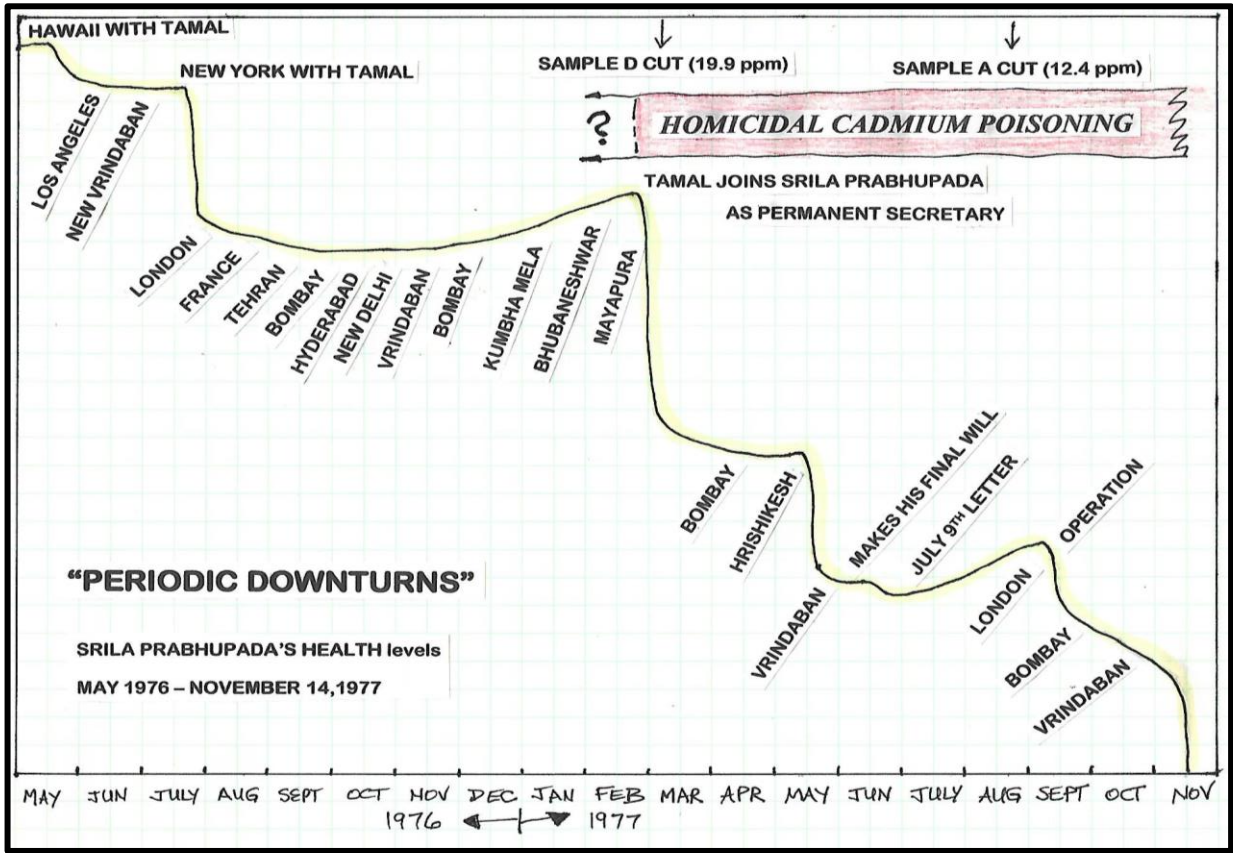 HAWAII WITH TAMAL
NEW YORK WITH TAMAL
SAMPLE D CUT (19.9 ppm)
SAMPLE A CUT (12.4 ppm)
?
HOMICIDAL CADMIUM POISONING
TAMAL JOINS SRILA PRABHUPADA
AS PERMANENT SECRETARY
LOS ANGELES
NEW VRINDABAN
LONDON
FRANCE
TEHRAN
BOMBAY
HYDERABAD
NEW DELHI
VRINDABAN
BOMBAY
KUMBHA MELA
BHUBANESHWAR
MAYAPURA
BOMBAY
HRISHIKESH
VRINDABAN
MAKES HIS FINAL WILL
JULY 9TH LETTER
LONDON
OPERATION
BOMBAY
VRINDABAN
“PERIODIC DOWNTURNS”
SRILA PRABHUPADA’S HEALTH levels
MAY 1976 – NOVEMBER 14,1977
MAY JUN JULY AUG SEPT OCT NOV DEC JAN FEB MAR APR MAY JUN JULY AUG SEPT OCT NOV
1976 1977